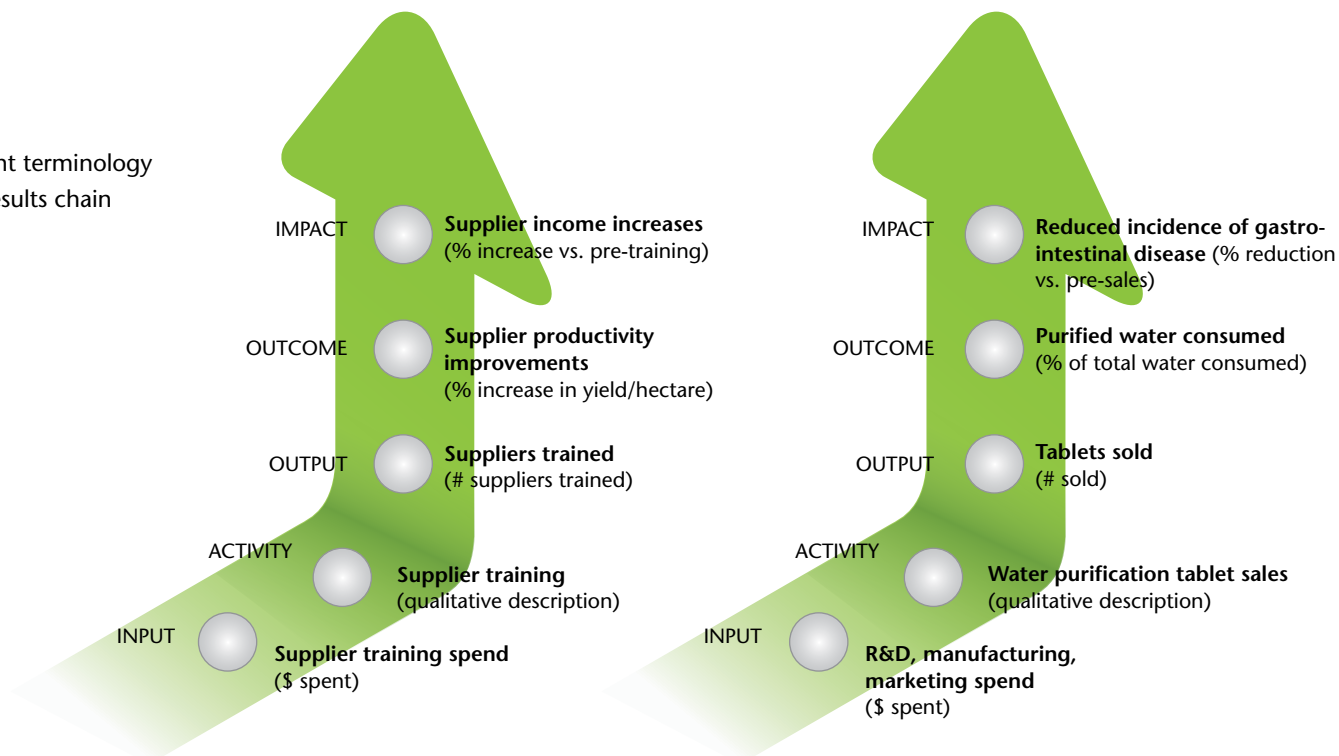 nt terminology
esults chain
IMPACT
Supplier income increases
(% increase vs. pre-training)
OUTCOME
Supplier productivity
improvements
(% increase in yield/hectare)
OUTPUT
Suppliers trained
(# suppliers trained)
ACTIVITY
Supplier training
(qualitative description)
INPUT
Supplier training spend
($ spent)
IMPACT
Reduced incidence of gastro-
intestinal disease (% reduction
vs. pre-sales)
OUTCOME
Purified water consumed
(% of total water consumed)
OUTPUT
Tablets sold
(# sold)
ACTIVITY
Water purification tablet sales
(qualitative description)
INPUT
R&D, manufacturing,
marketing spend
($ spent)